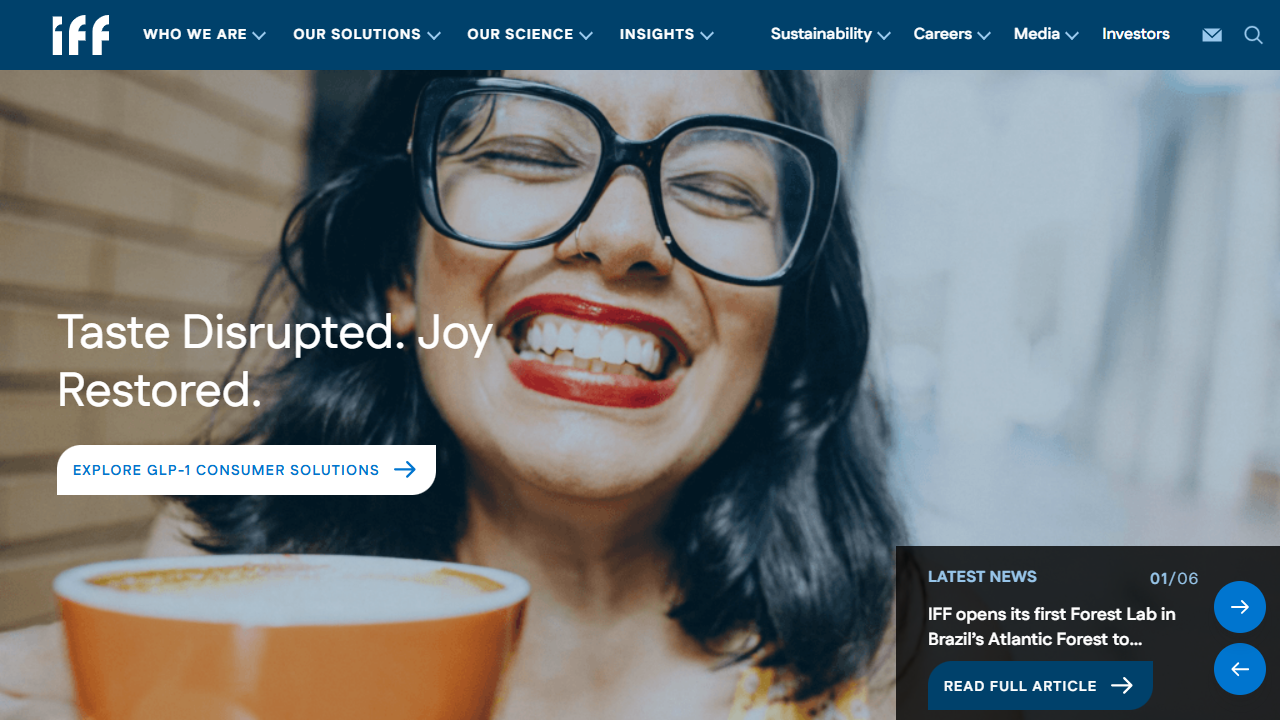 iff
WHO WE ARE
OUR SOLUTIONS
OUR SCIENCE
INSIGHTS
Sustainability
Careers
Media
Investors
Taste Disrupted. Joy
Restored.
EXPLORE GLP-1 CONSUMER SOLUTIONS
LATEST NEWS
01/06
IFF opens its first Forest Lab in
Brazil’s Atlantic Forest to...
READ FULL ARTICLE